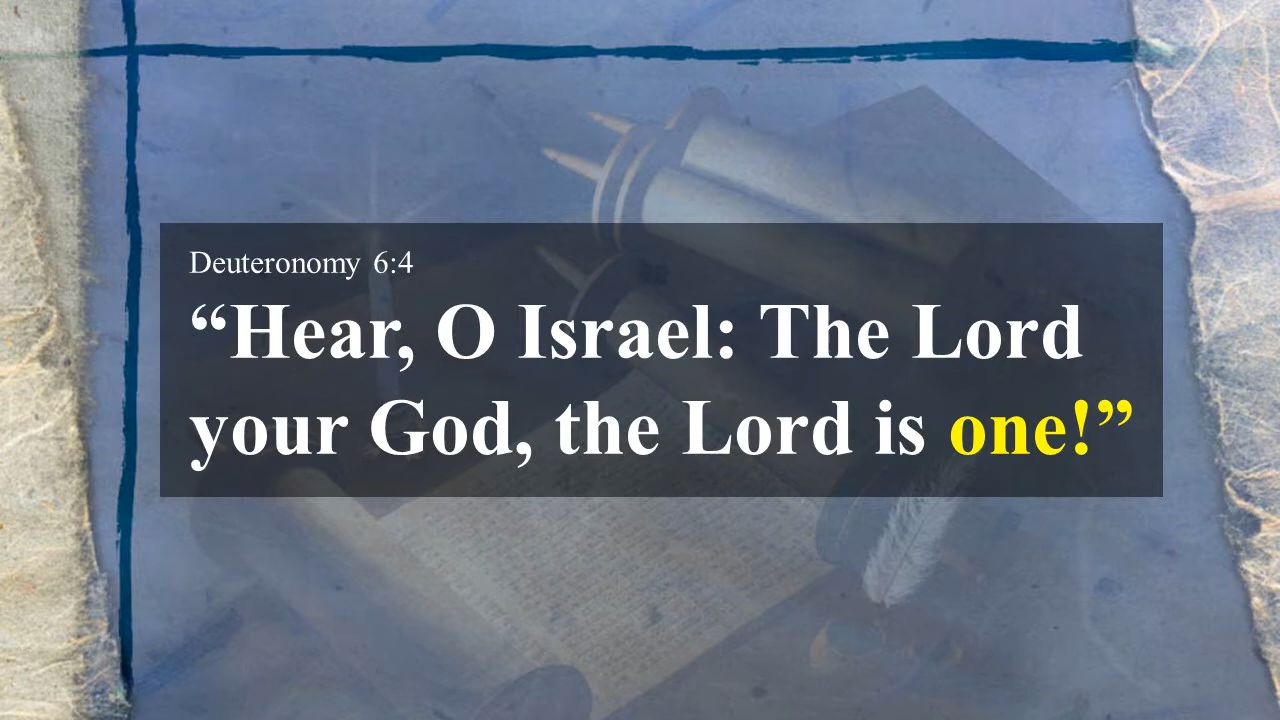 Deuteronomy 6:4
“Hear, O Israel: The Lord
your God, the Lord is one!”